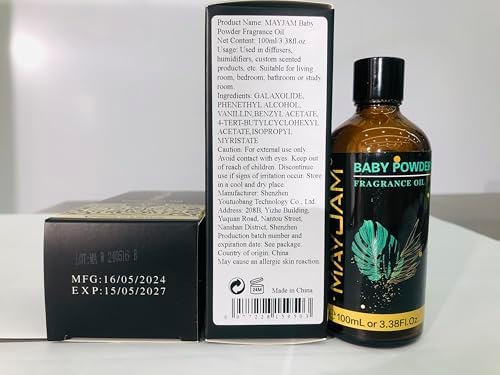 Product Name: MAYJAM Baby
Powder Fragrance Oil
Net Content: 100ml·3.38fl.oz
Usage: Used in diffusers,
humidifiers, custom scented
products, etc. Suitable for living
room, bedroom, bathroom or study
room.
Ingredients: GALAXOLIDE,
PHENETHYL ALCOHOL,
VANILLIN,BENZYL ACETATE,
4-TERT-BUTYLCYCLOHEXYL
ACETATE,ISOPROPYL
MYRISTATE
Caution: For external use only.
Avoid contact with eyes. Keep out
of reach of children. Discontinue
use if signs of irritation occur. Store
in a cool and dry place.
Manufacturer: Shenzhen
Youtuobang Technology Co., Ltd.
Address: 208B, Yizhe Building,
Yuquan Road, Nantou Street,
Nanshan District, Shenzhen
Production batch number and
expiration date: See package.
Country of origin: China
May cause an allergic skin reaction.
24M
Made in China
LOT:MA W 240516 B
MFG:16/05/2024
EXP:15/05/2027
MAYJAM
BABY POWDER
FRAGRANCE OIL
100mL or 3.38Fl.Oz.